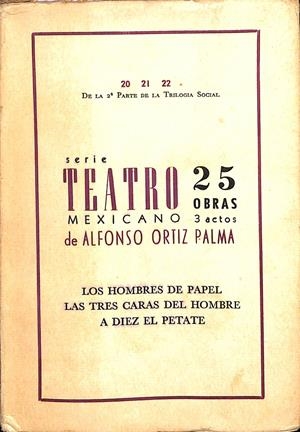 20 21 22
De la 2ª Parte de la Trilogia Social
serie
TEATRO 25
OBRAS
MEXICANO 3 actos
de ALFONSO ORTIZ PALMA
LOS HOMBRES DE PAPEL
LAS TRES CARAS DEL HOMBRE
A DIEZ EL PETATE